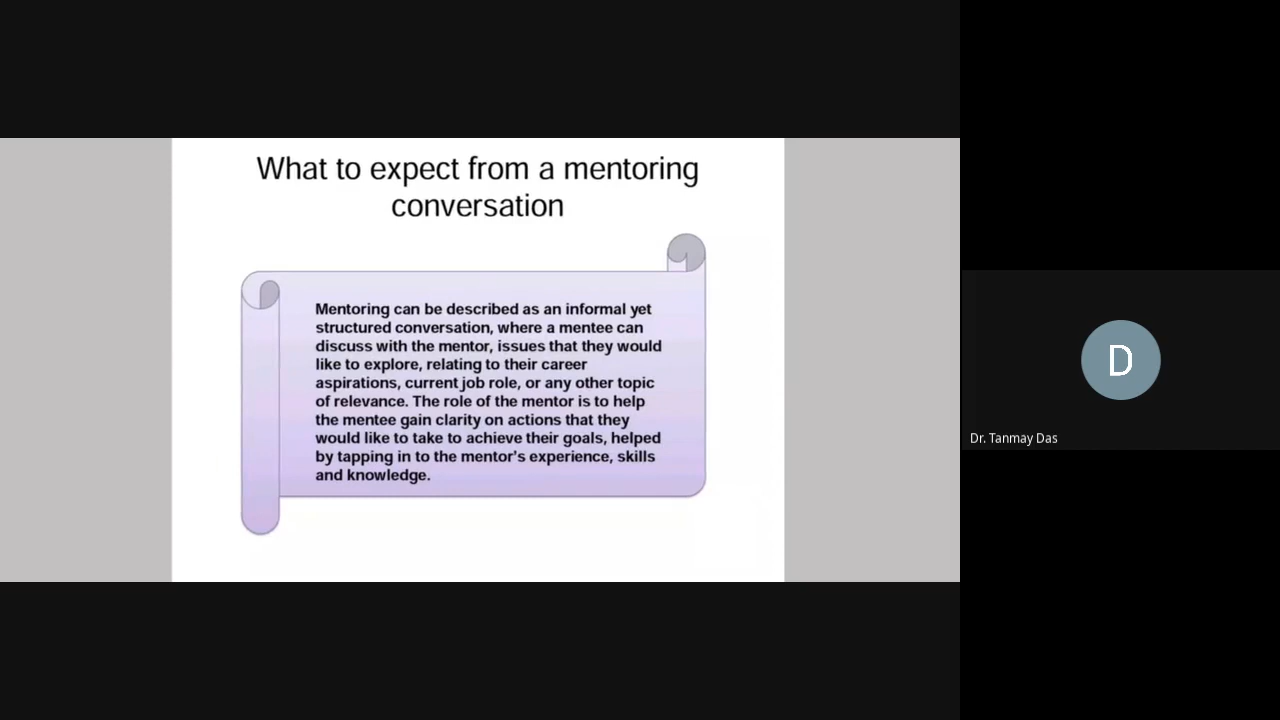 What to expect from a mentoring
conversation
Mentoring can be described as an informal yet
structured conversation, where a mentee can
discuss with the mentor, issues that they would
like to explore, relating to their career
aspirations, current job role, or any other topic
of relevance. The role of the mentor is to help
the mentee gain clarity on actions that they
would like to take to achieve their goals, helped
by tapping in to the mentor's experience, skills
and knowledge.
D
Dr. Tanmay Das